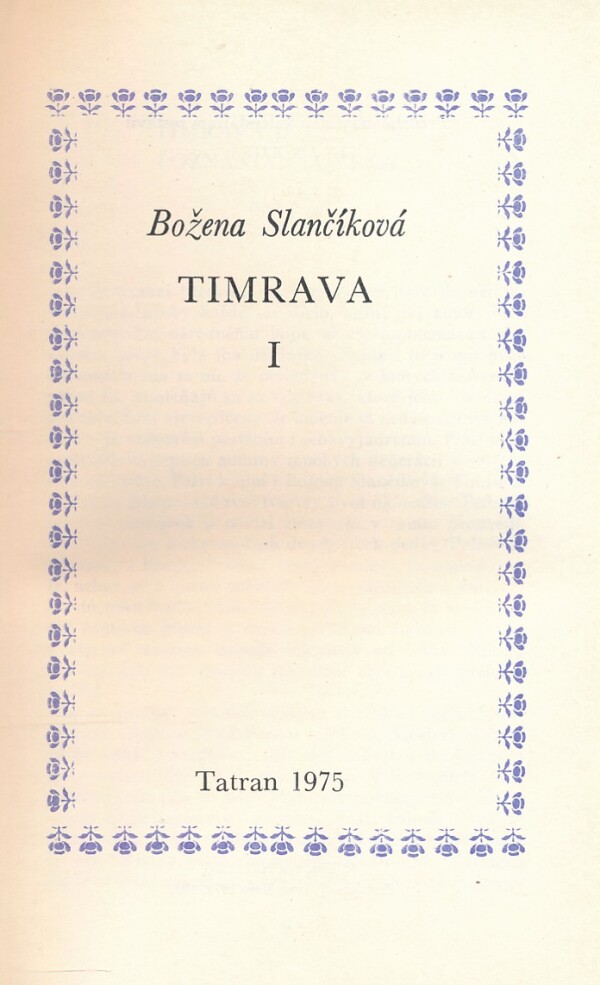 Božena Slančíková
TIMRAVA
I
Tatran 1975